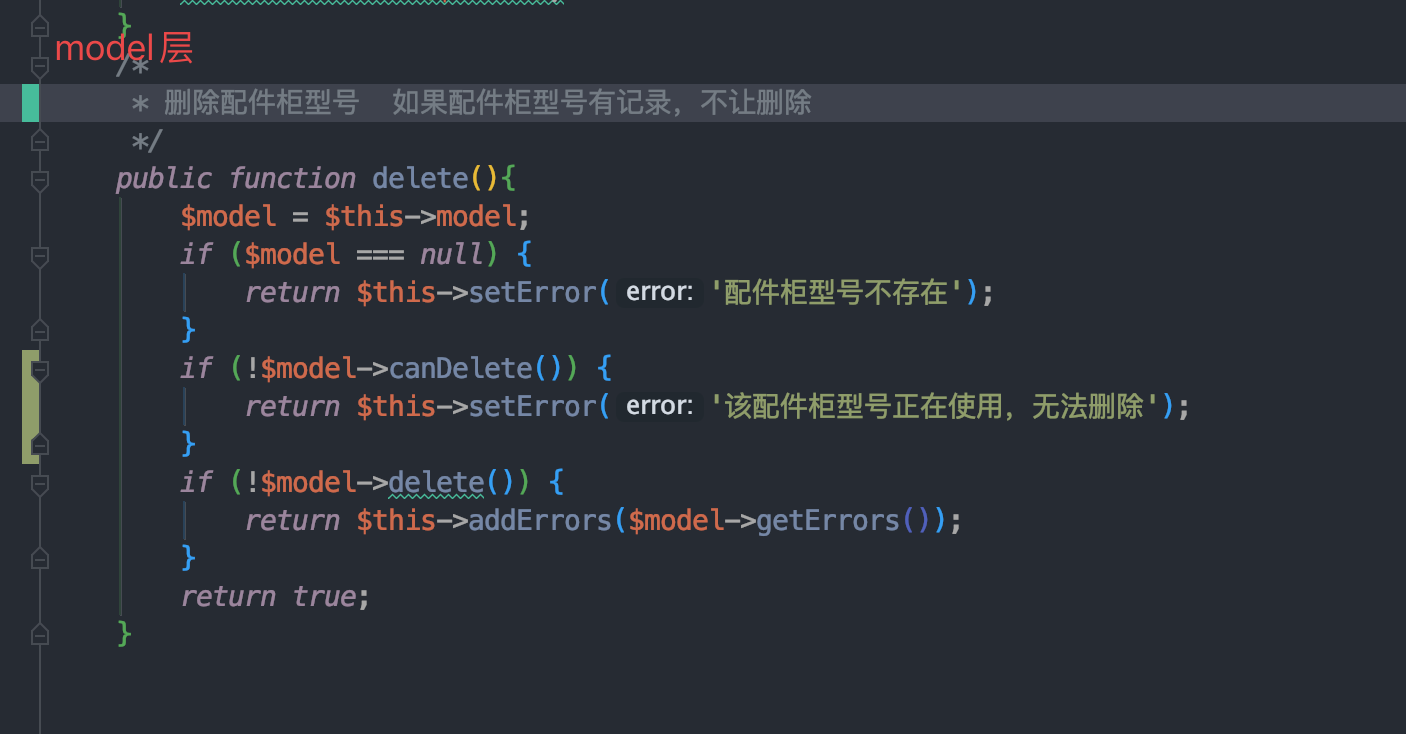 }
model层
/*
* 删除配件柜型号  如果配件柜型号有记录，不让删除
*/
public function delete(){
$model = $this->model;
if ($model === null) {
return $this->setError( error: '配件柜型号不存在');
}
if (!$model->canDelete()) {
return $this->setError( error: '该配件柜型号正在使用，无法删除');
}
if (!$model->delete()) {
return $this->addErrors($model->getErrors());
}
return true;
}